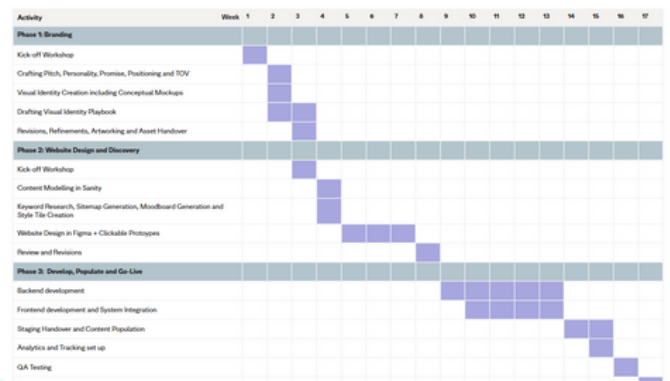 Activity Week 1 2 3 4 5 6 7 8 9 10 11 12 13 14 15 16 17
Phase 1: Branding
Kick-off Workshop
Crafting Pitch, Personality, Promise, Positioning and TOV
Visual Identity Creation including Conceptual Mockups
Drafting Visual Identity Playbook
Revisions, Refinements, Artworking and Asset Handover
Phase 2: Website Design and Discovery
Kick-off Workshop
Content Modelling in Sanity
Keyword Research, Sitemap Generation, Moodboard Generation and
Style Tile Creation
Website Design in Figma + Clickable Protoypes
Review and Revisions
Phase 3: Develop, Populate and Go-Live
Backend development
Frontend development and System Integration
Staging Handover and Content Population
Analytics and Tracking set up
QA Testing